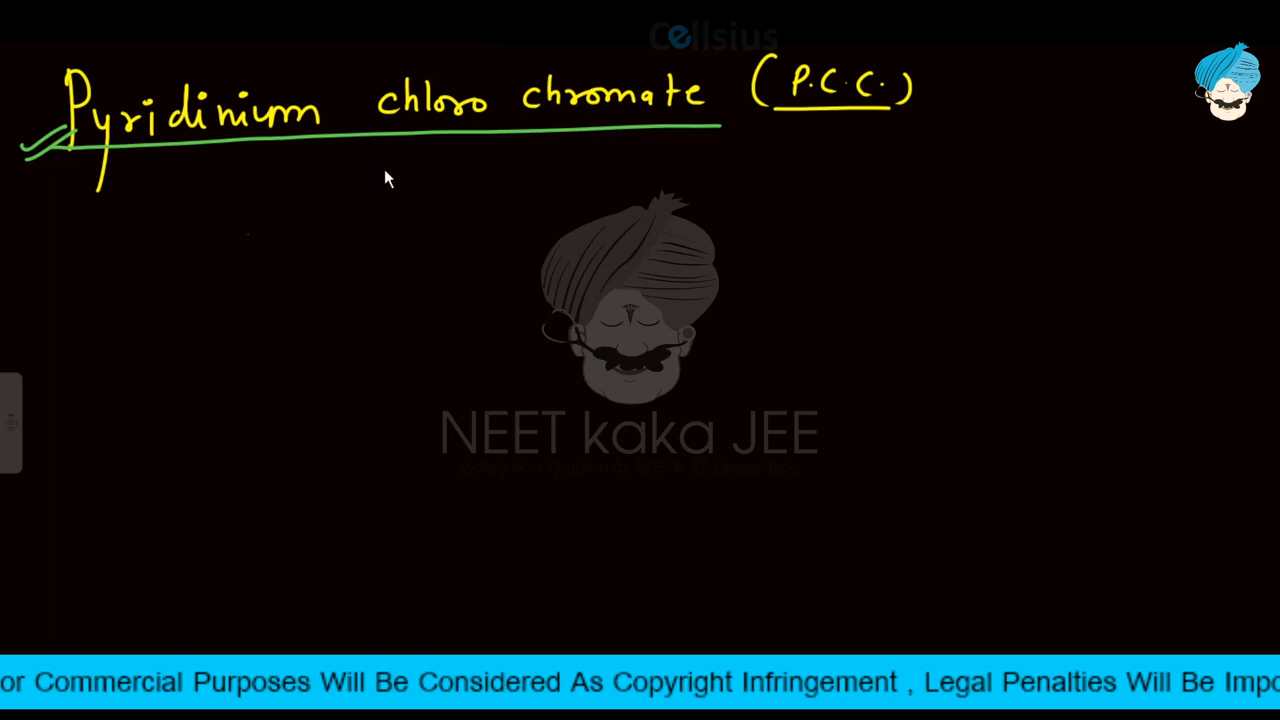 Cellsius
Pyridinium chloro chromate (P.C.C.)
NEET kaka JEE
or Commercial Purposes Will Be Considered As Copyright Infringement , Legal Penalties Will Be Impo